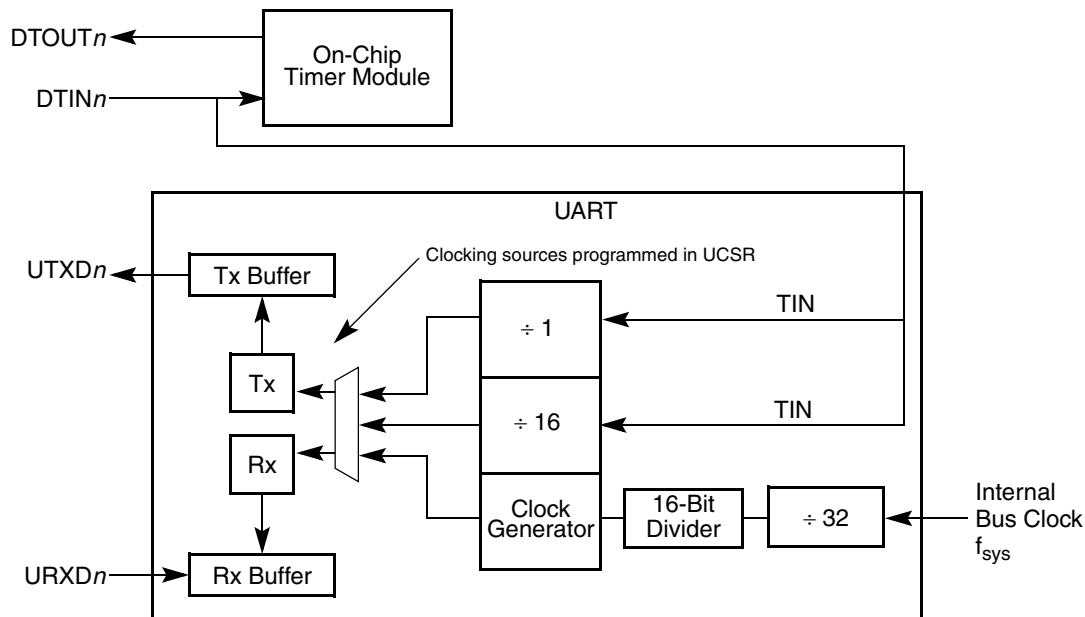 DTOUTn
On-Chip
Timer Module
DTINn
UART
Clocking sources programmed in UCSR
UTXDn
Tx Buffer
÷ 1
TIN
Tx
÷ 16
TIN
Rx
Clock
Generator
16-Bit
Divider
÷ 32
Internal
Bus Clock
fsys
URXDn
Rx Buffer